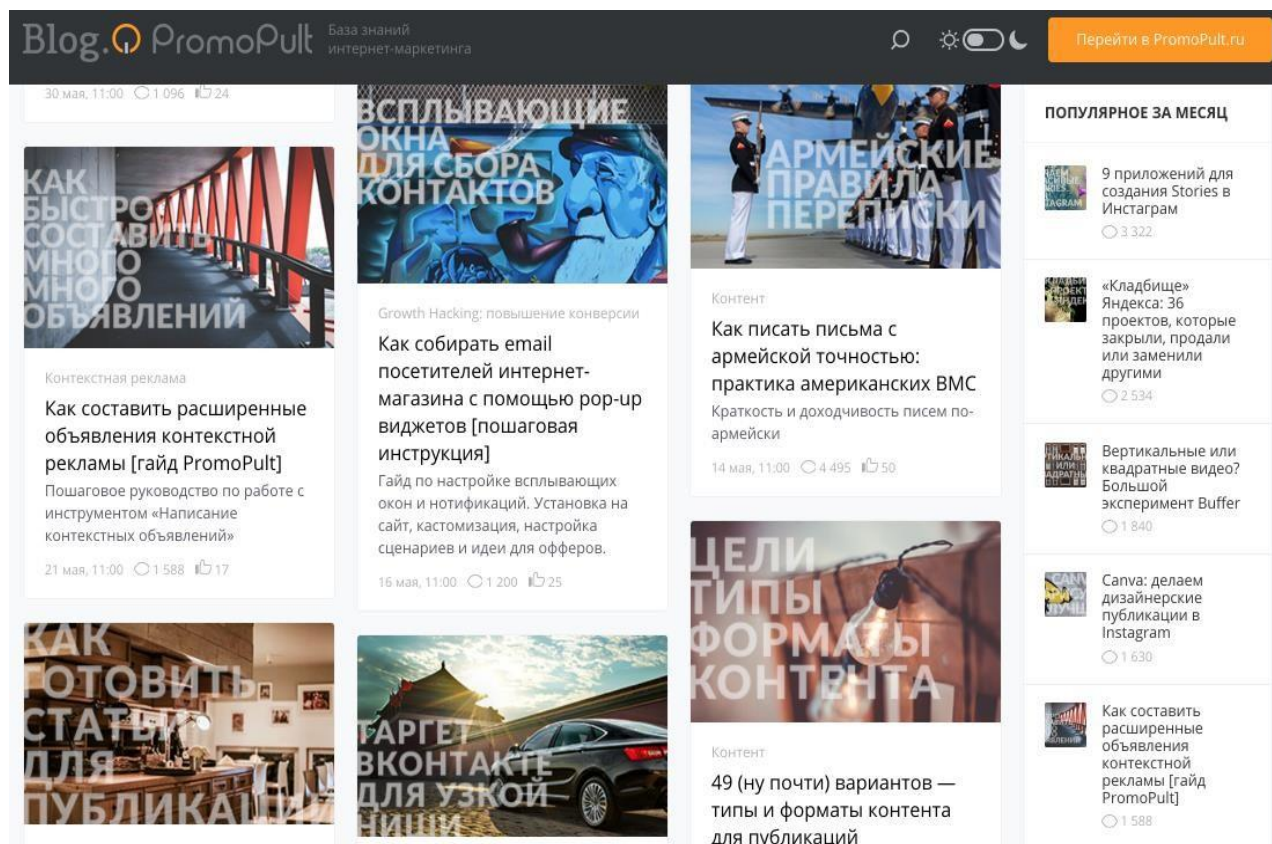 Blog. PromoPult
База знаний
интернет-маркетинга
Перейти в PromoPult.ru
30 мая, 11:00 1 096 24
КАК
БЫСТРО
СОСТАВИТЬ
МНОГО
МНОГО
ОБЪЯВЛЕНИЙ
Контекстная реклама
Как составить расширенные
объявления контекстной
рекламы [гайд PromoPult]
Пошаговое руководство по работе с
инструментом «Написание
контекстных объявлений»
21 мая, 11:00 1 588 17
КАК
ГОТОВИТЬ
СТАТЬИ
ДЛЯ
ПУБЛИКАЦИИ
ВСПЛЫВАЮЩИЕ
ОКНА
ДЛЯ СБОРА
КОНТАКТОВ
Growth Hacking: повышение конверсии
Как собирать email
посетителей интернет-
магазина с помощью pop-up
виджетов [пошаговая
инструкция]
Гайд по настройке всплывающих
окон и нотификаций. Установка на
сайт, кастомизация, настройка
сценариев и идеи для офферов.
16 мая, 11:00 1 200 25
ТАРГЕТ
ВКОНТАКТЕ
ДЛЯ УЗКОЙ
НИШИ
АРМЕЙСКИЕ
ПРАВИЛА
ПЕРЕПИСКИ
Контент
Как писать письма с
армейской точностью:
практика американских ВМС
Краткость и доходчивость писем по-
армейски
14 мая, 11:00 4 495 50
ЦЕЛИ
ТИПЫ
ФОРМАТЫ
КОНТЕНТА
Контент
49 (ну почти) вариантов —
типы и форматы контента
для публикаций
ПОПУЛЯРНОЕ ЗА МЕСЯЦ
9 приложений для
создания Stories в
Инстаграм
3 322
«Кладбище»
Яндекса: 36
проектов, которые
закрыли, продали
или заменили
другими
2 534
Вертикальные или
квадратные видео?
Большой
эксперимент Buffer
1 840
Canva: делаем
дизайнерские
публикации в
Instagram
1 630
Как составить
расширенные
объявления
контекстной
рекламы [гайд
PromoPult]
1 588